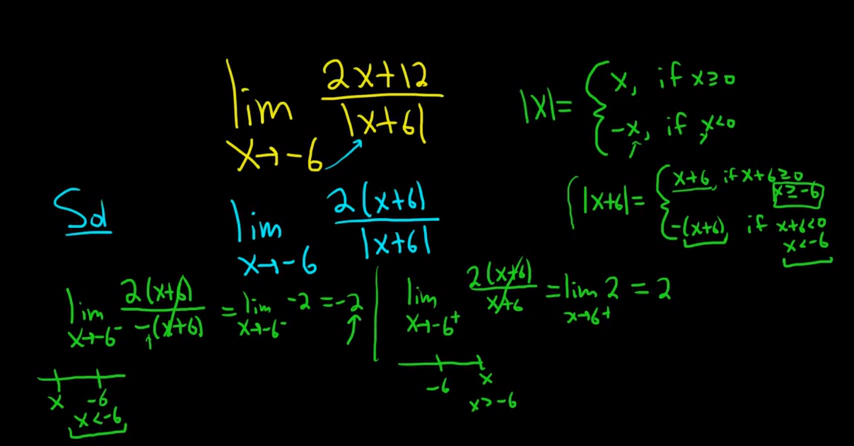 lim x→-6 (2x+12)/|x+6|
|x| = { x, if x≥0
-x, if x<0
Sol
lim x→-6 2(x+6)/|x+6|
|x+6| = { x+6, if x+6≥0
x≥-6
-(x+6) if x+6<0
x<-6
lim x→-6⁻ 2(x+6)/-(x+6) = lim x→-6⁻ -2 = -2
lim x→-6⁺ 2(x+6)/x+6 = lim x→6⁺ 2 = 2
x -6
x<-6
-6 x
x>-6